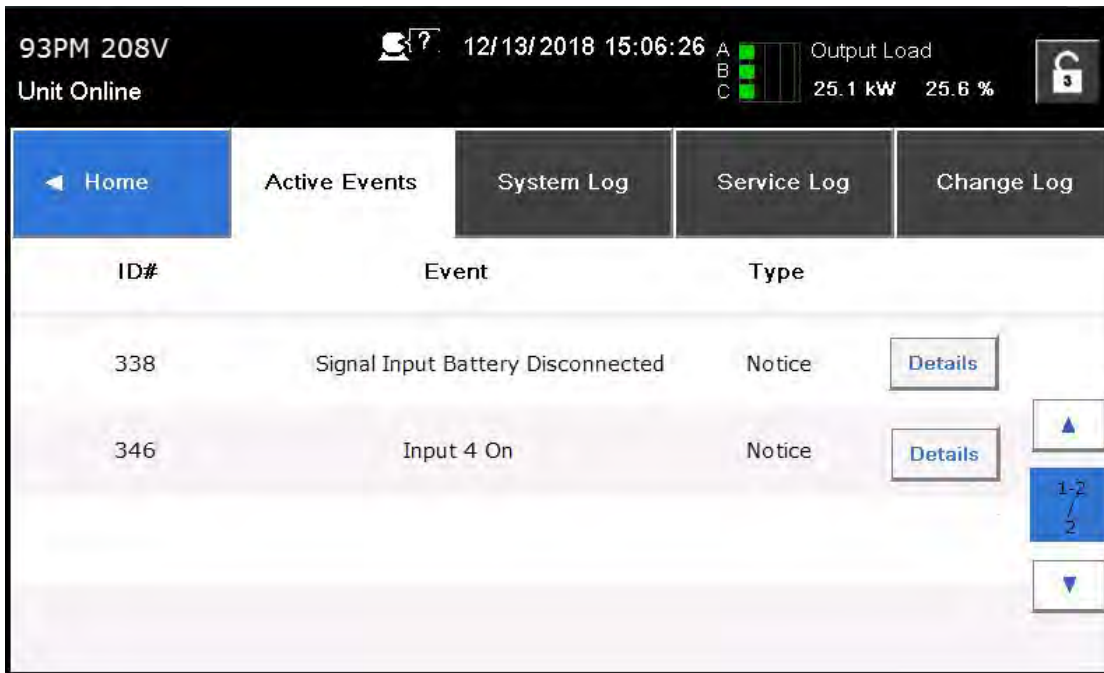 93PM 208V
?
12/13/2018 15:06:26
A
B
C
Output Load
25.1 kW 25.6 %
3
Unit Online
◀ Home
Active Events
System Log
Service Log
Change Log
ID# Event Type
338 Signal Input Battery Disconnected Notice Details
346 Input 4 On Notice Details
▲
1-2
/
2
▼